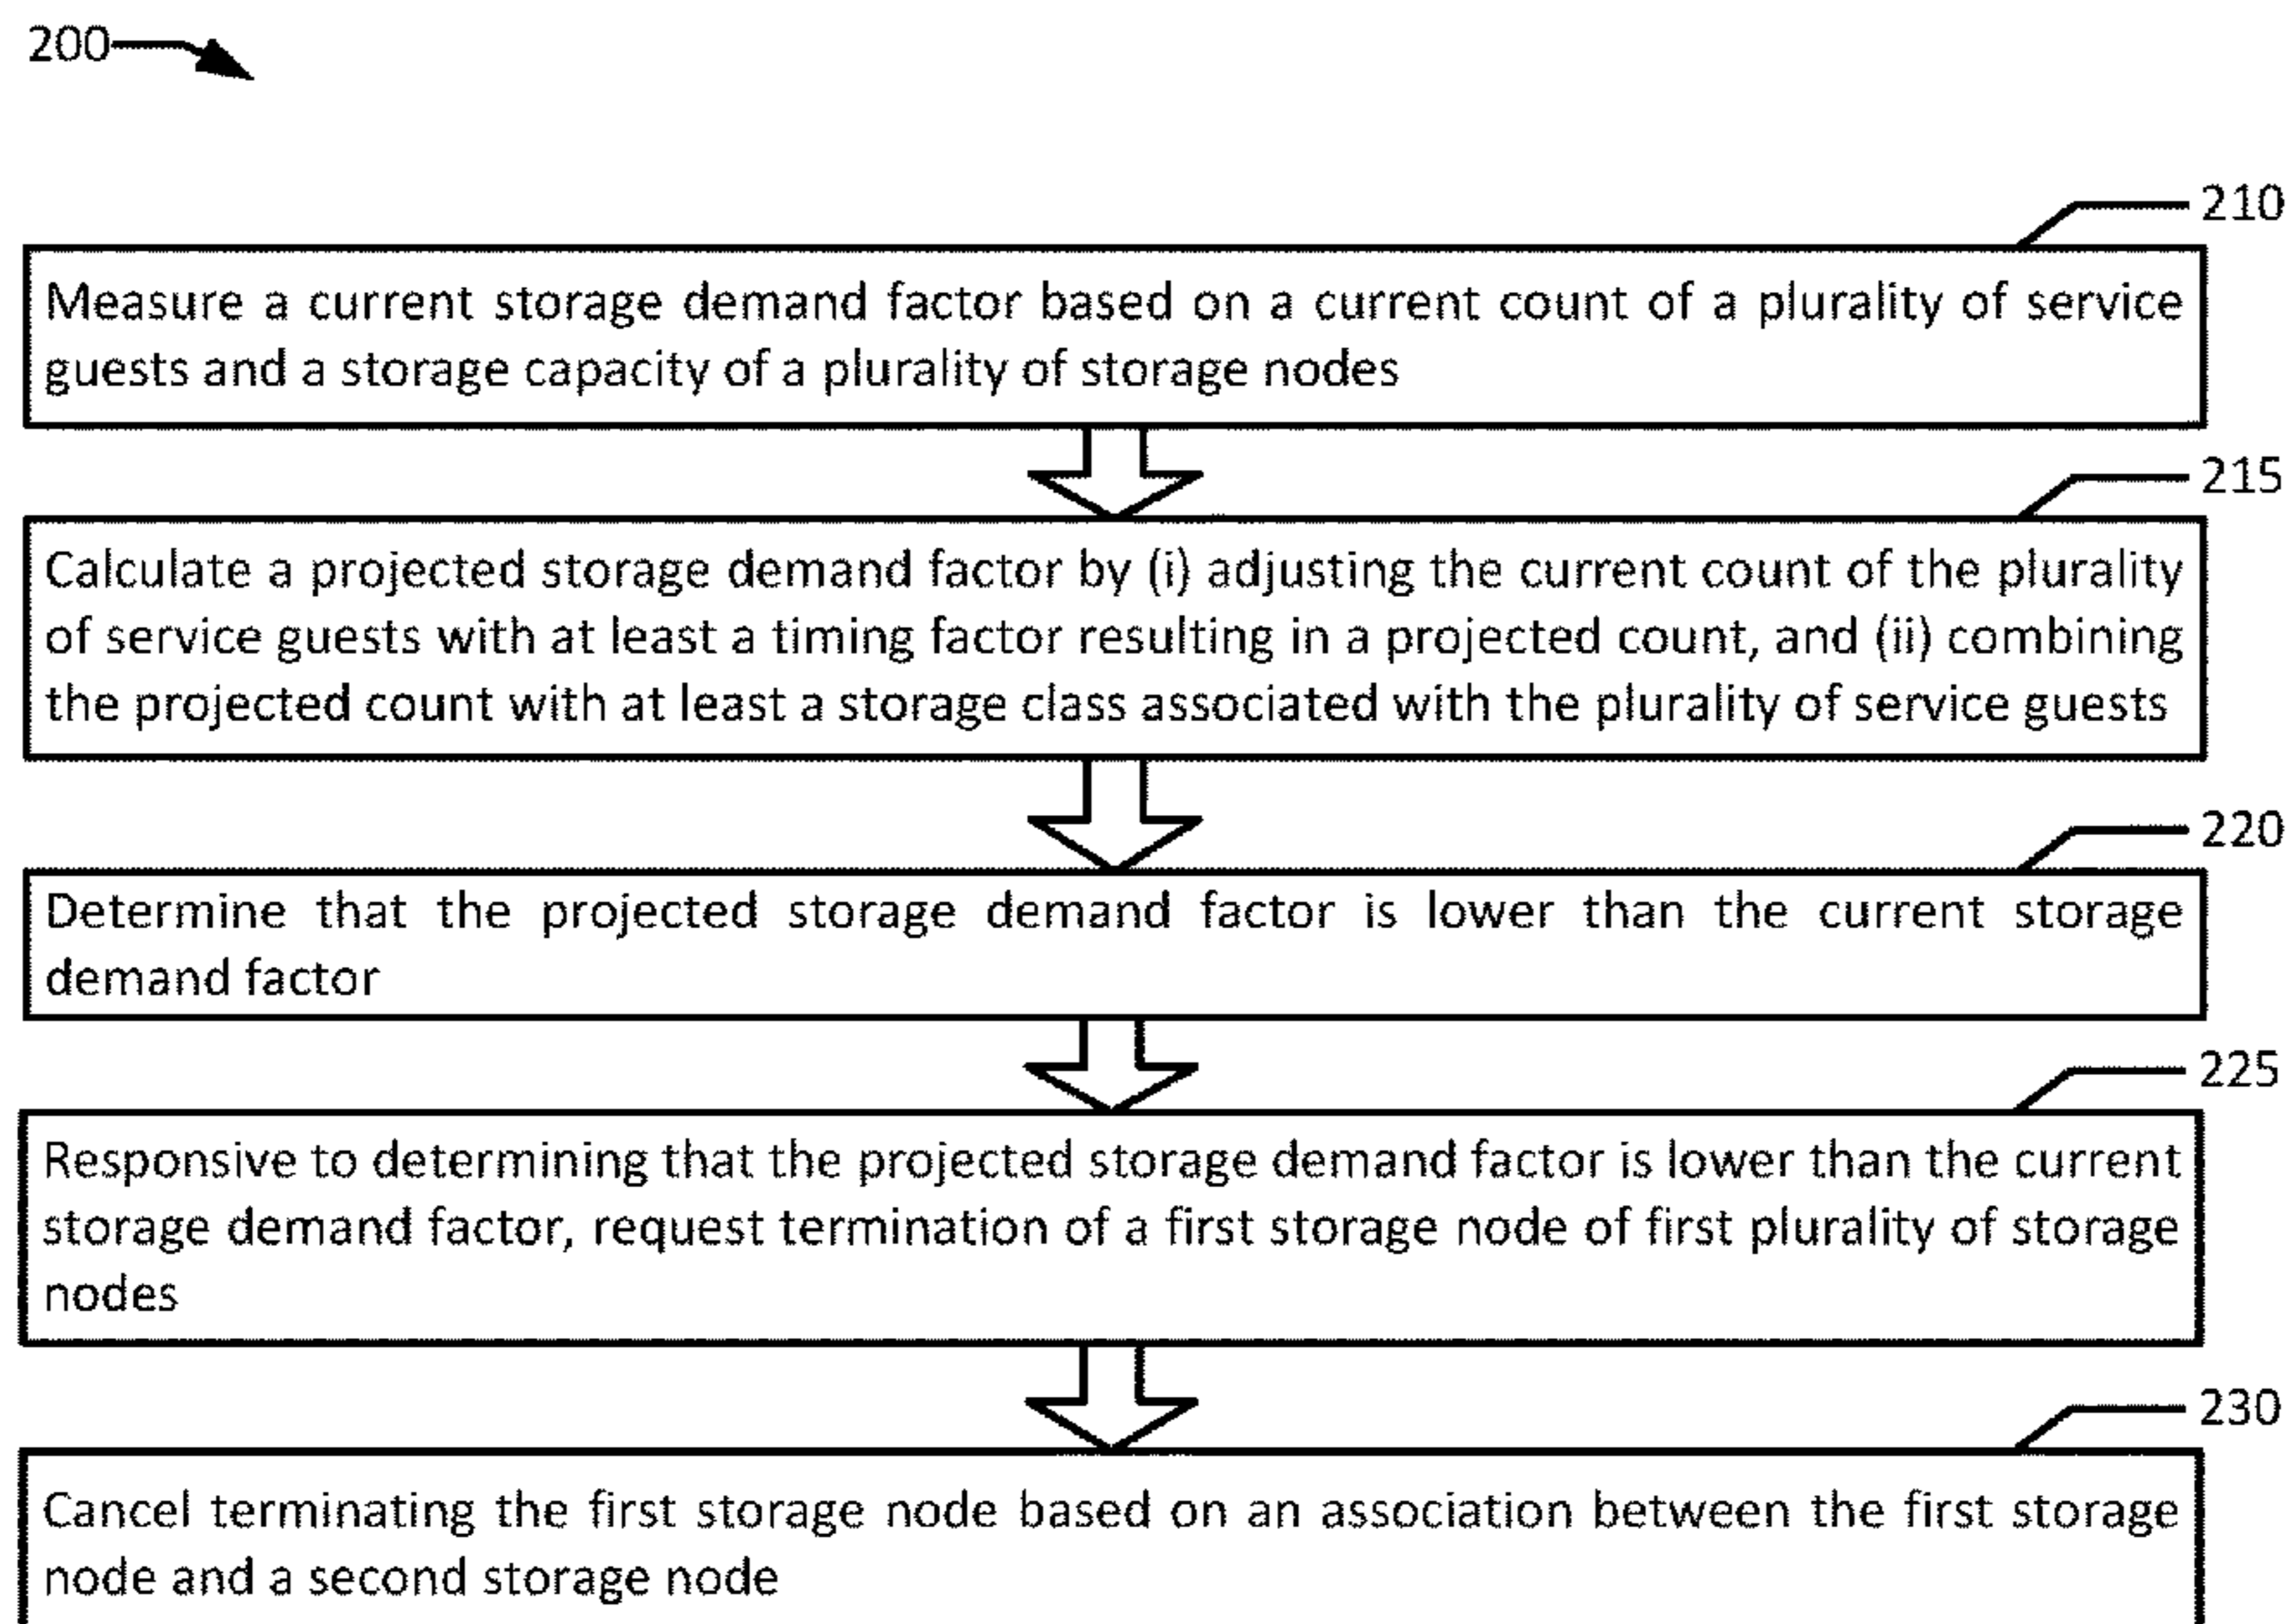 200
210
Measure a current storage demand factor based on a current count of a plurality of service
guests and a storage capacity of a plurality of storage nodes
215
Calculate a projected storage demand factor by (i) adjusting the current count of the plurality
of service guests with at least a timing factor resulting in a projected count, and (ii) combining
the projected count with at least a storage class associated with the plurality of service guests
220
Determine that the projected storage demand factor is lower than the current storage
demand factor
225
Responsive to determining that the projected storage demand factor is lower than the current
storage demand factor, request termination of a first storage node of first plurality of storage
nodes
230
Cancel terminating the first storage node based on an association between the first storage
node and a second storage node